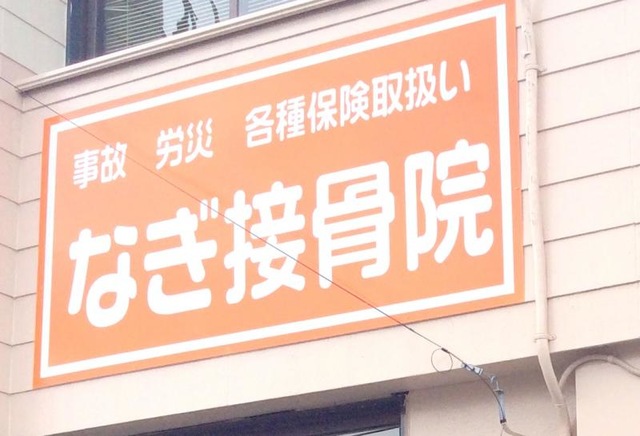 事故 労災 各種保険取扱い
なぎ接骨院